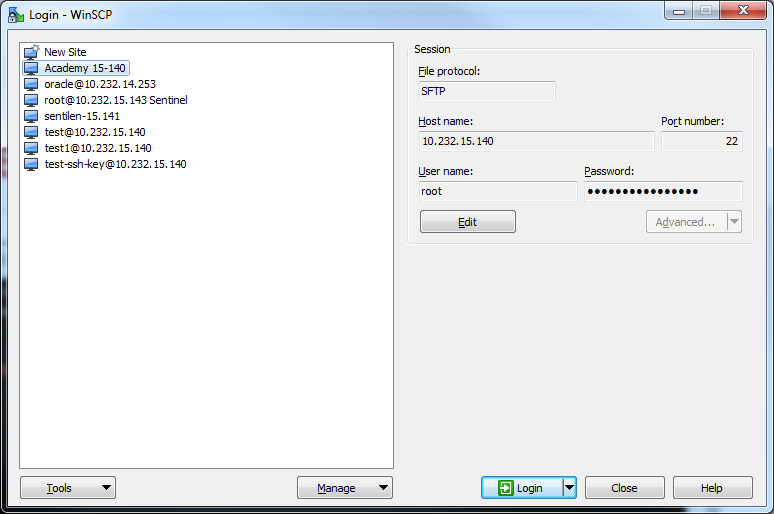 Login - WinSCP
New Site
Academy 15-140
oracle@10.232.14.253
root@10.232.15.143 Sentinel
sentilen-15.141
test@10.232.15.140
test1@10.232.15.140
test-ssh-key@10.232.15.140
Session
File protocol:
SFTP
Host name: Port number:
10.232.15.140 22
User name: Password:
root ••••••••••••••••
Edit Advanced...
Tools Manage Login Close Help